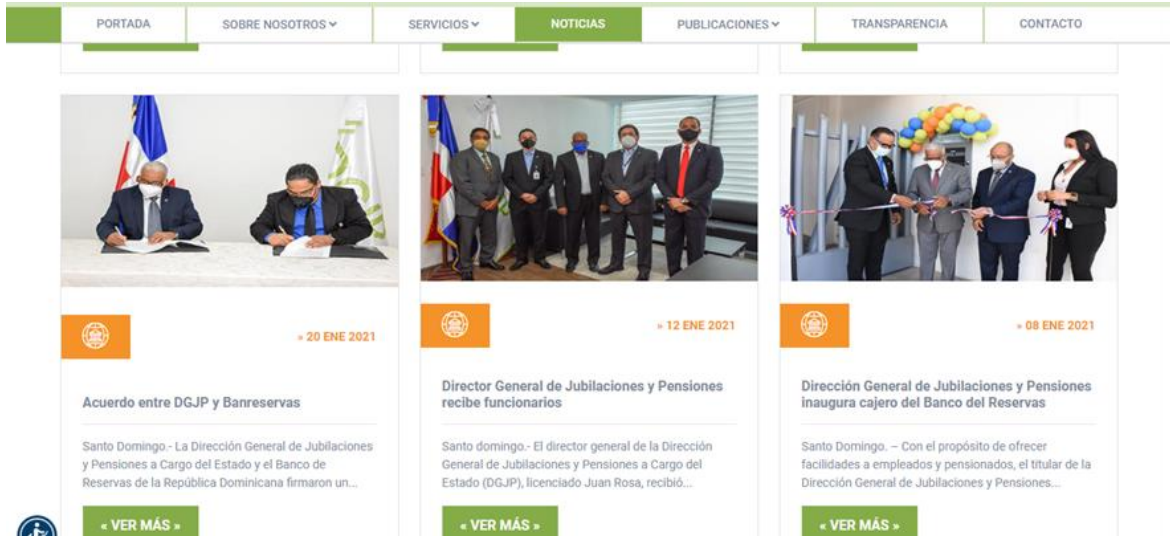 PORTADA
SOBRE NOSOTROS
SERVICIOS
NOTICIAS
PUBLICACIONES
TRANSPARENCIA
CONTACTO
» 20 ENE 2021
Acuerdo entre DGJP y Banreservas
Santo Domingo.- La Dirección General de Jubilaciones
y Pensiones a Cargo del Estado y el Banco de
Reservas de la República Dominicana firmaron un...
« VER MÁS »
» 12 ENE 2021
Director General de Jubilaciones y Pensiones
recibe funcionarios
Santo domingo.- El director general de la Dirección
General de Jubilaciones y Pensiones a Cargo del
Estado (DGJP), licenciado Juan Rosa, recibió...
« VER MÁS »
» 08 ENE 2021
Dirección General de Jubilaciones y Pensiones
inaugura cajero del Banco del Reservas
Santo Domingo. – Con el propósito de ofrecer
facilidades a empleados y pensionados, el titular de la
Dirección General de Jubilaciones y Pensiones...
« VER MÁS »